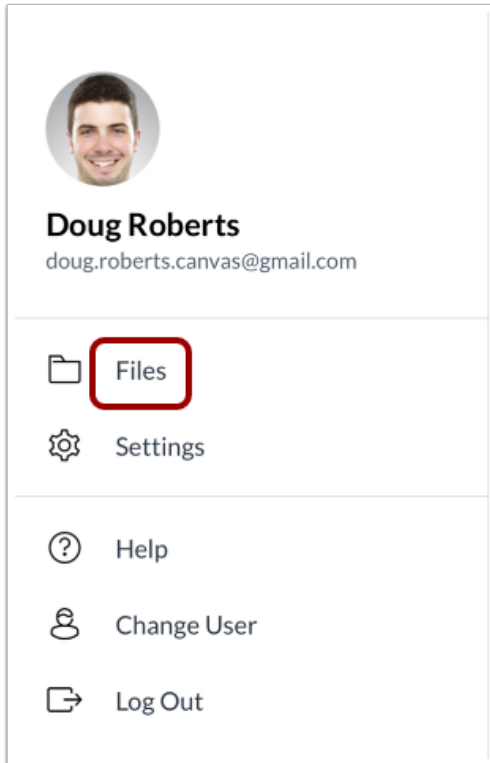 Doug Roberts
doug.roberts.canvas@gmail.com
Files
Settings
Help
Change User
Log Out